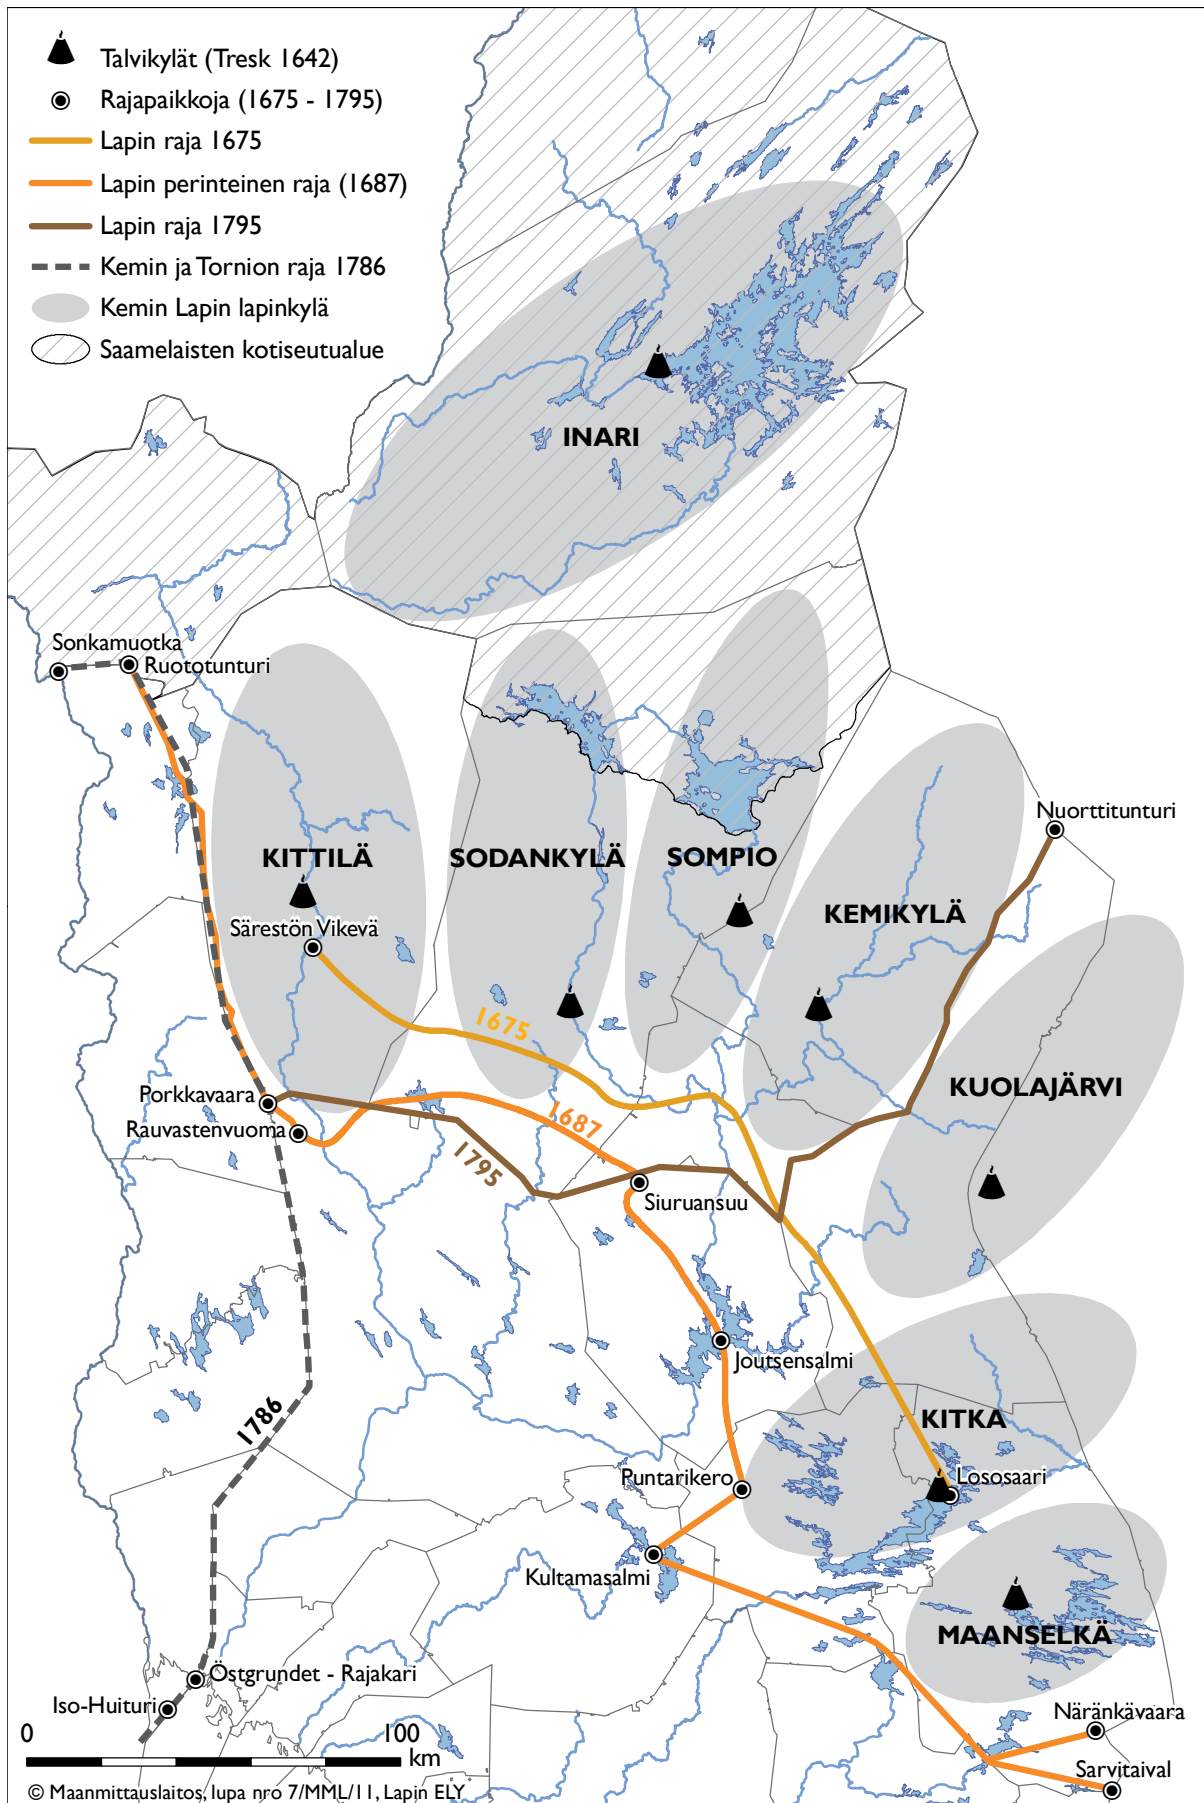 Talvikylät (Tresk 1642)
Rajapaikkoja (1675 - 1795)
Lapin raja 1675
Lapin perinteinen raja (1687)
Lapin raja 1795
Kemin ja Tornion raja 1786
Kemin Lapin lapinkylä
Saamelaisten kotiseutualue
INARI
Sonkamuotka
Ruototunturi
Nuorttitunturi
KITTILÄ
SODANKYLÄ
SOMPIO
KEMIKYLÄ
Särestön Vikevä
1675
KUOLAJÄRVI
Porkkavaara
Rauvastenvuoma
1687
1795
Siuruansuu
Joutsensalmi
1786
KITKA
Puntarikero
Lososaari
Kultamasalmi
MAANSELKÄ
Östgrundet - Rajakari
Iso-Huituri
Näränkävaara
Sarvitaival
0 100
km
© Maanmittauslaitos, lupa nro 7/MML/11, Lapin ELY